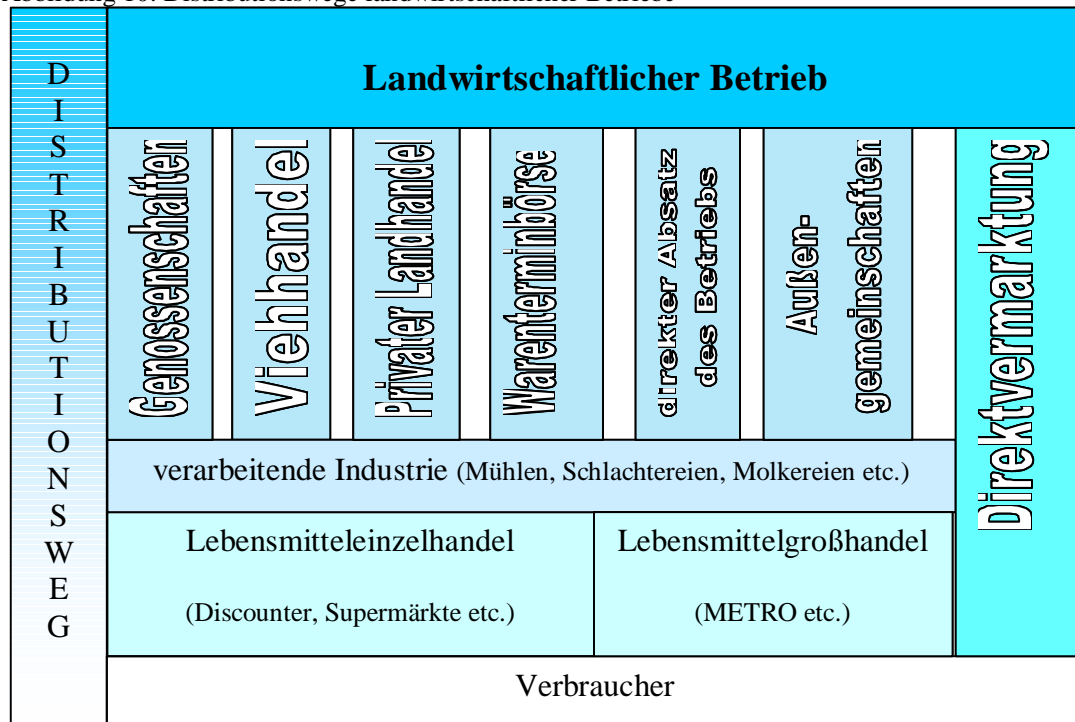 Abbildung 10: Distributionswege landwirtschaftlicher Betriebe
DISTRIBUTIONSWEG
Landwirtschaftlicher Betrieb
Genossenschaften
Viehhandel
Privater Landhandel
Warenterminbörse
direkter Absatz
des Betriebs
Außen-
gemeinschaften
Direktvermarktung
verarbeitende Industrie (Mühlen, Schlachtereien, Molkereien etc.)
Lebensmitteleinzelhandel
(Discounter, Supermärkte etc.)
Lebensmittelgroßhandel
(METRO etc.)
Verbraucher